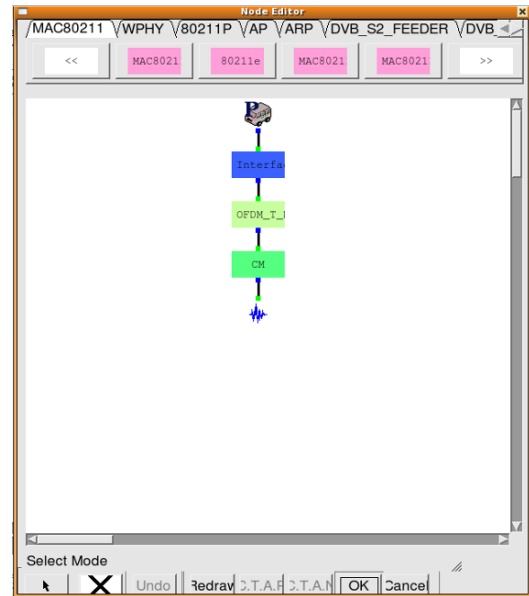 Node Editor
MAC80211 WPHY 80211P AP ARP DVB_S2_FEEDER DVB_
<< MAC8021 80211e MAC8021 MAC8021 >>
P
Interfa
OFDM_T_
CM
Select Mode
X Undo Redraw C.T.A. C.T.A. OK Cancel